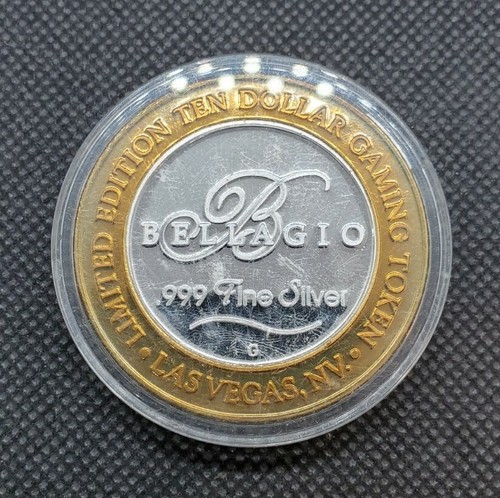 LIMITED EDITION TEN DOLLAR GAMING TOKEN
B
BELLAGIO
.999 Fine Silver
G
• LAS VEGAS, NV. •